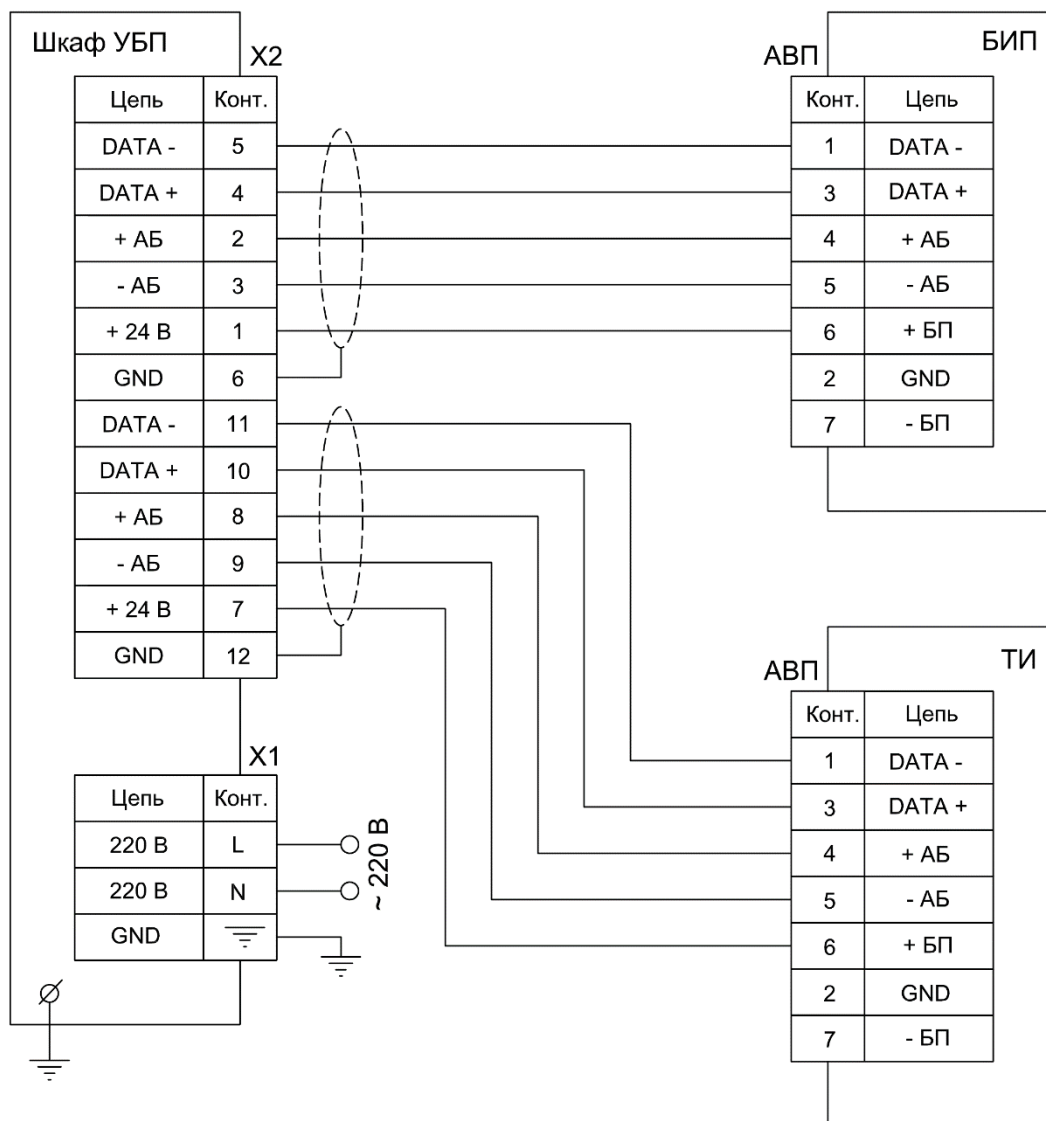 Шкаф УБП
X2
Цепь Конт.
DATA - 5
DATA + 4
+ АБ 2
- АБ 3
+ 24 В 1
GND 6
DATA - 11
DATA + 10
+ АБ 8
- АБ 9
+ 24 В 7
GND 12
X1
Цепь Конт.
220 В L
220 В N
GND
~ 220 В
АВП
БИП
Конт. Цепь
1 DATA -
3 DATA +
4 + АБ
5 - АБ
6 + БП
2 GND
7 - БП
АВП
ТИ
Конт. Цепь
1 DATA -
3 DATA +
4 + АБ
5 - АБ
6 + БП
2 GND
7 - БП